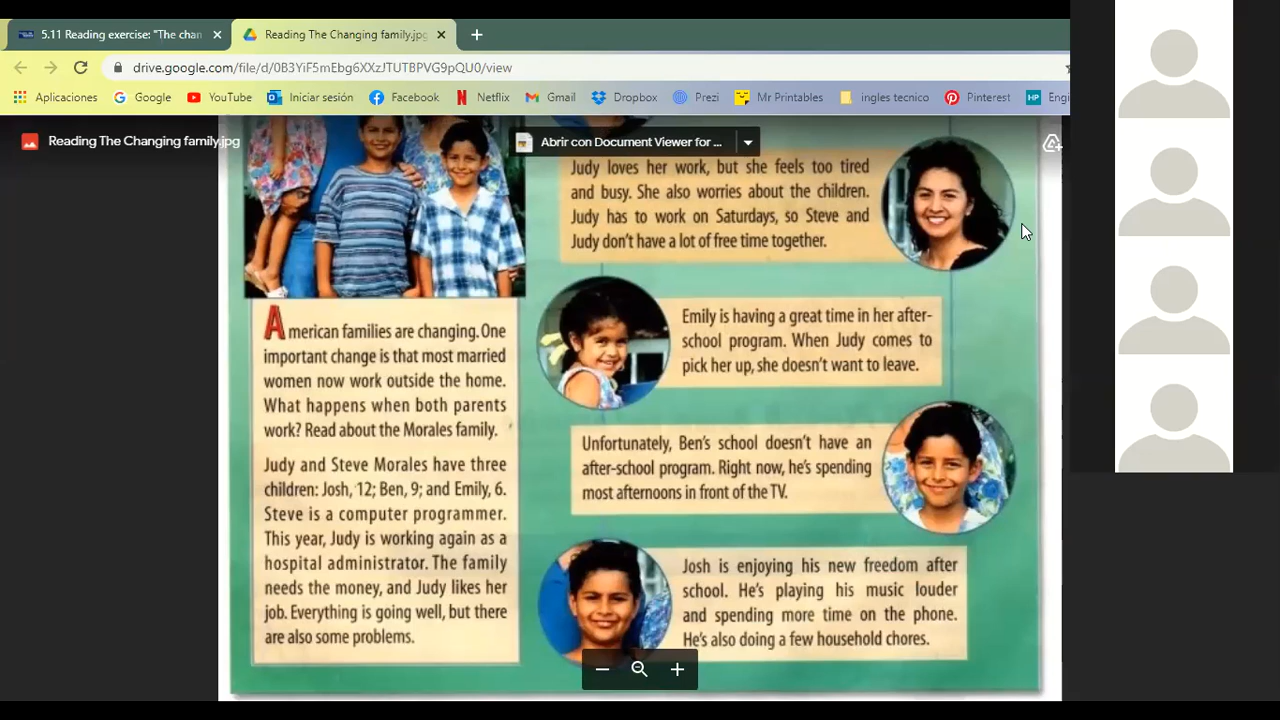 5.11 Reading exercise: "The chan
Reading The Changing family.jpg
drive.google.com/file/d/0B3YiF5mEbg6XXzJTUTBPVG9pQU0/view
Aplicaciones
Google
YouTube
Iniciar sesión
Facebook
Netflix
Gmail
Dropbox
Prezi
Mr Printables
ingles tecnico
Pinterest
HP
Engi
Reading The Changing family.jpg
Abrir con Document Viewer for ...
American families are changing. One
important change is that most married
women now work outside the home.
What happens when both parents
work? Read about the Morales family.
Judy and Steve Morales have three
children: Josh, 12; Ben, 9; and Emily, 6.
Steve is a computer programmer.
This year, Judy is working again as a
hospital administrator. The family
needs the money, and Judy likes her
job. Everything is going well, but there
are also some problems.
Judy loves her work, but she feels too tired
and busy. She also worries about the children.
Judy has to work on Saturdays, so Steve and
Judy don't have a lot of free time together.
Emily is having a great time in her after-
school program. When Judy comes to
pick her up, she doesn't want to leave.
Unfortunately, Ben's school doesn't have an
after-school program. Right now, he's spending
most afternoons in front of the TV.
Josh is enjoying his new freedom after
school. He's playing his music louder
and spending more time on the phone.
He's also doing a few household chores.